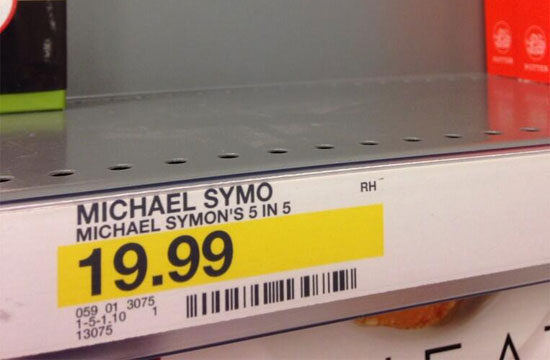 MICHAEL SYMO
RH
MICHAEL SYMON'S 5 IN 5
19.99
059 01 3075
1-5-1.10 1
13075